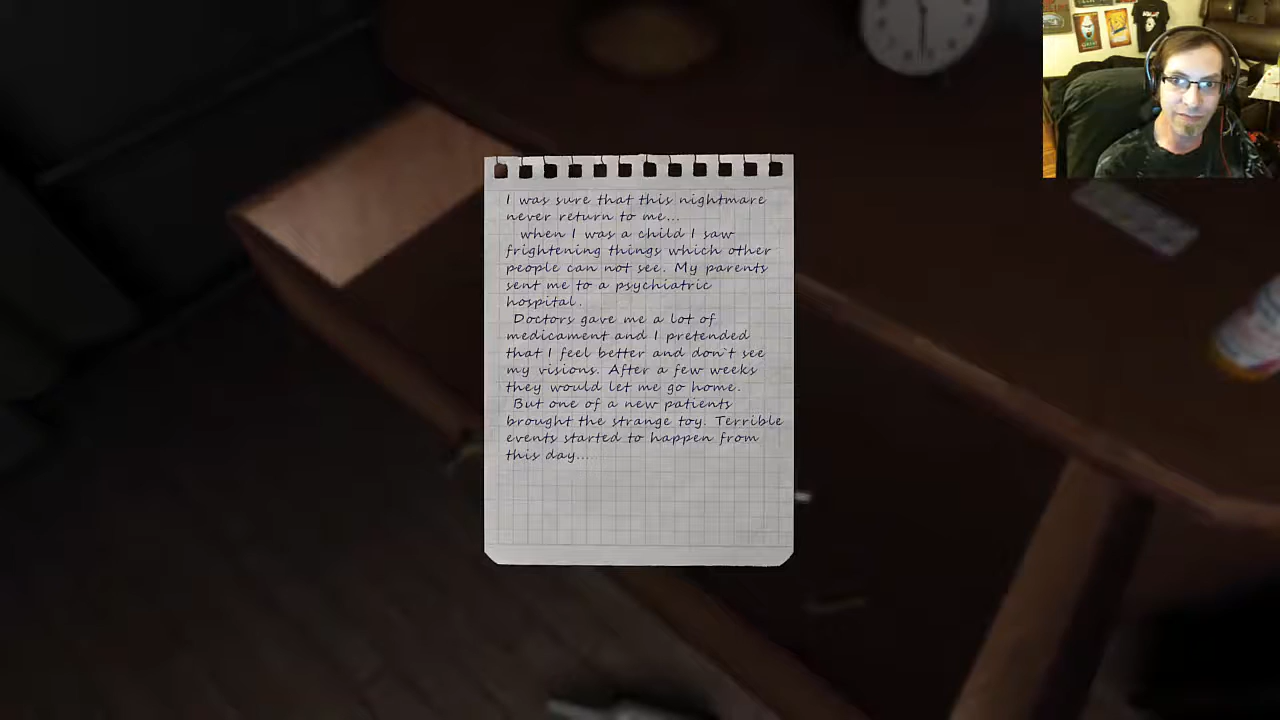 I was sure that this nightmare
never return to me...
when I was a child I saw
frightening things which other
people can not see. My parents
sent me to a psychiatric
hospital.
Doctors gave me a lot of
medicament and I pretended
that I feel better and don`t see
my visions. After a few weeks
they would let me go home.
But one of a new patients
brought the strange toy. Terrible
events started to happen from
this day...